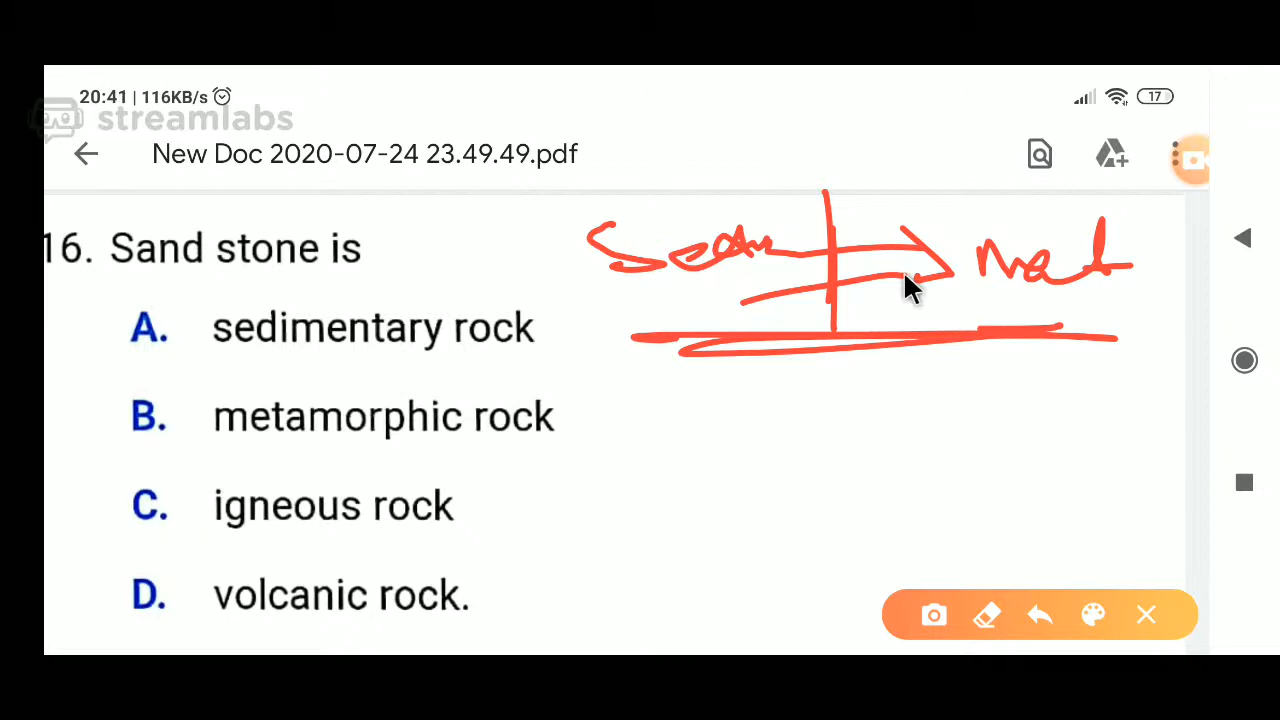 20:41 | 116KB/s
17
streamlabs
New Doc 2020-07-24 23.49.49.pdf
16. Sand stone is
A. sedimentary rock
B. metamorphic rock
C. igneous rock
D. volcanic rock.